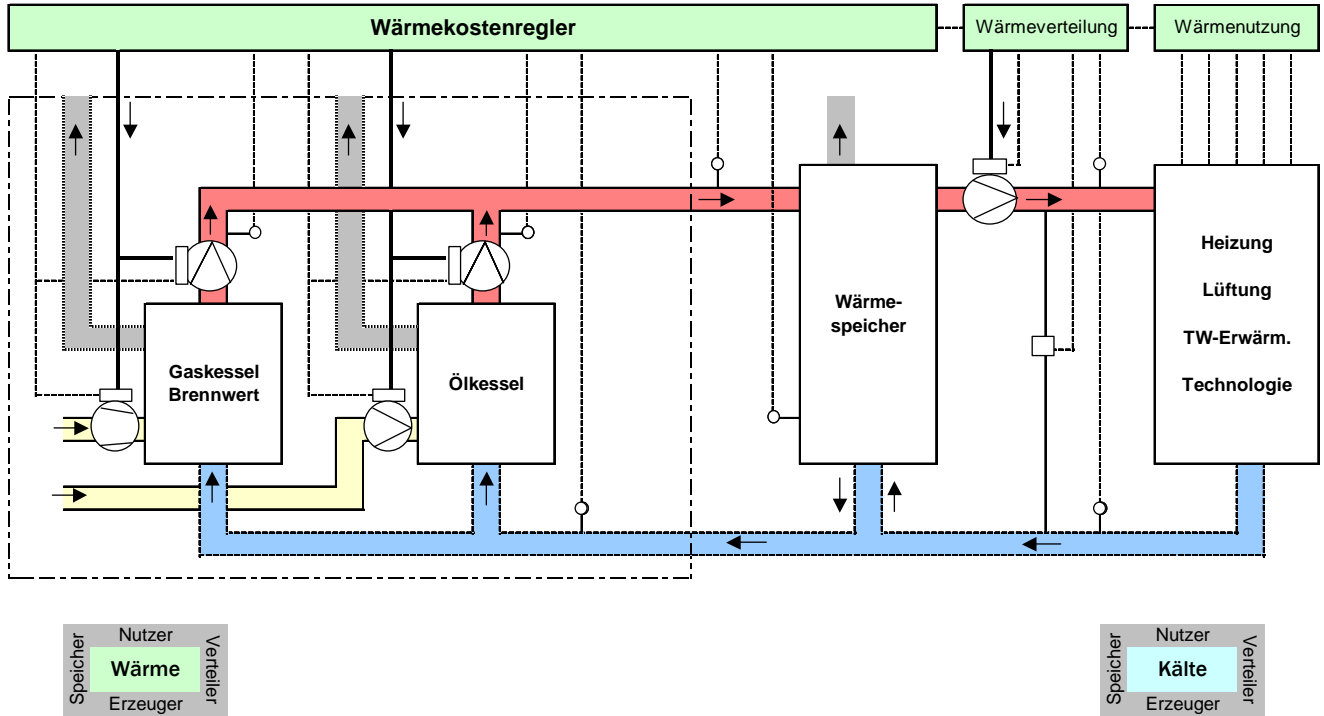 Wärmekostenregler
Wärmeverteilung
Wärmenutzung
Gaskessel
Brennwert
Ölkessel
Wärme-
speicher
Heizung
Lüftung
TW-Erwärm.
Technologie
Nutzer
Speicher
Wärme
Verteiler
Erzeuger
Nutzer
Speicher
Kälte
Verteiler
Erzeuger